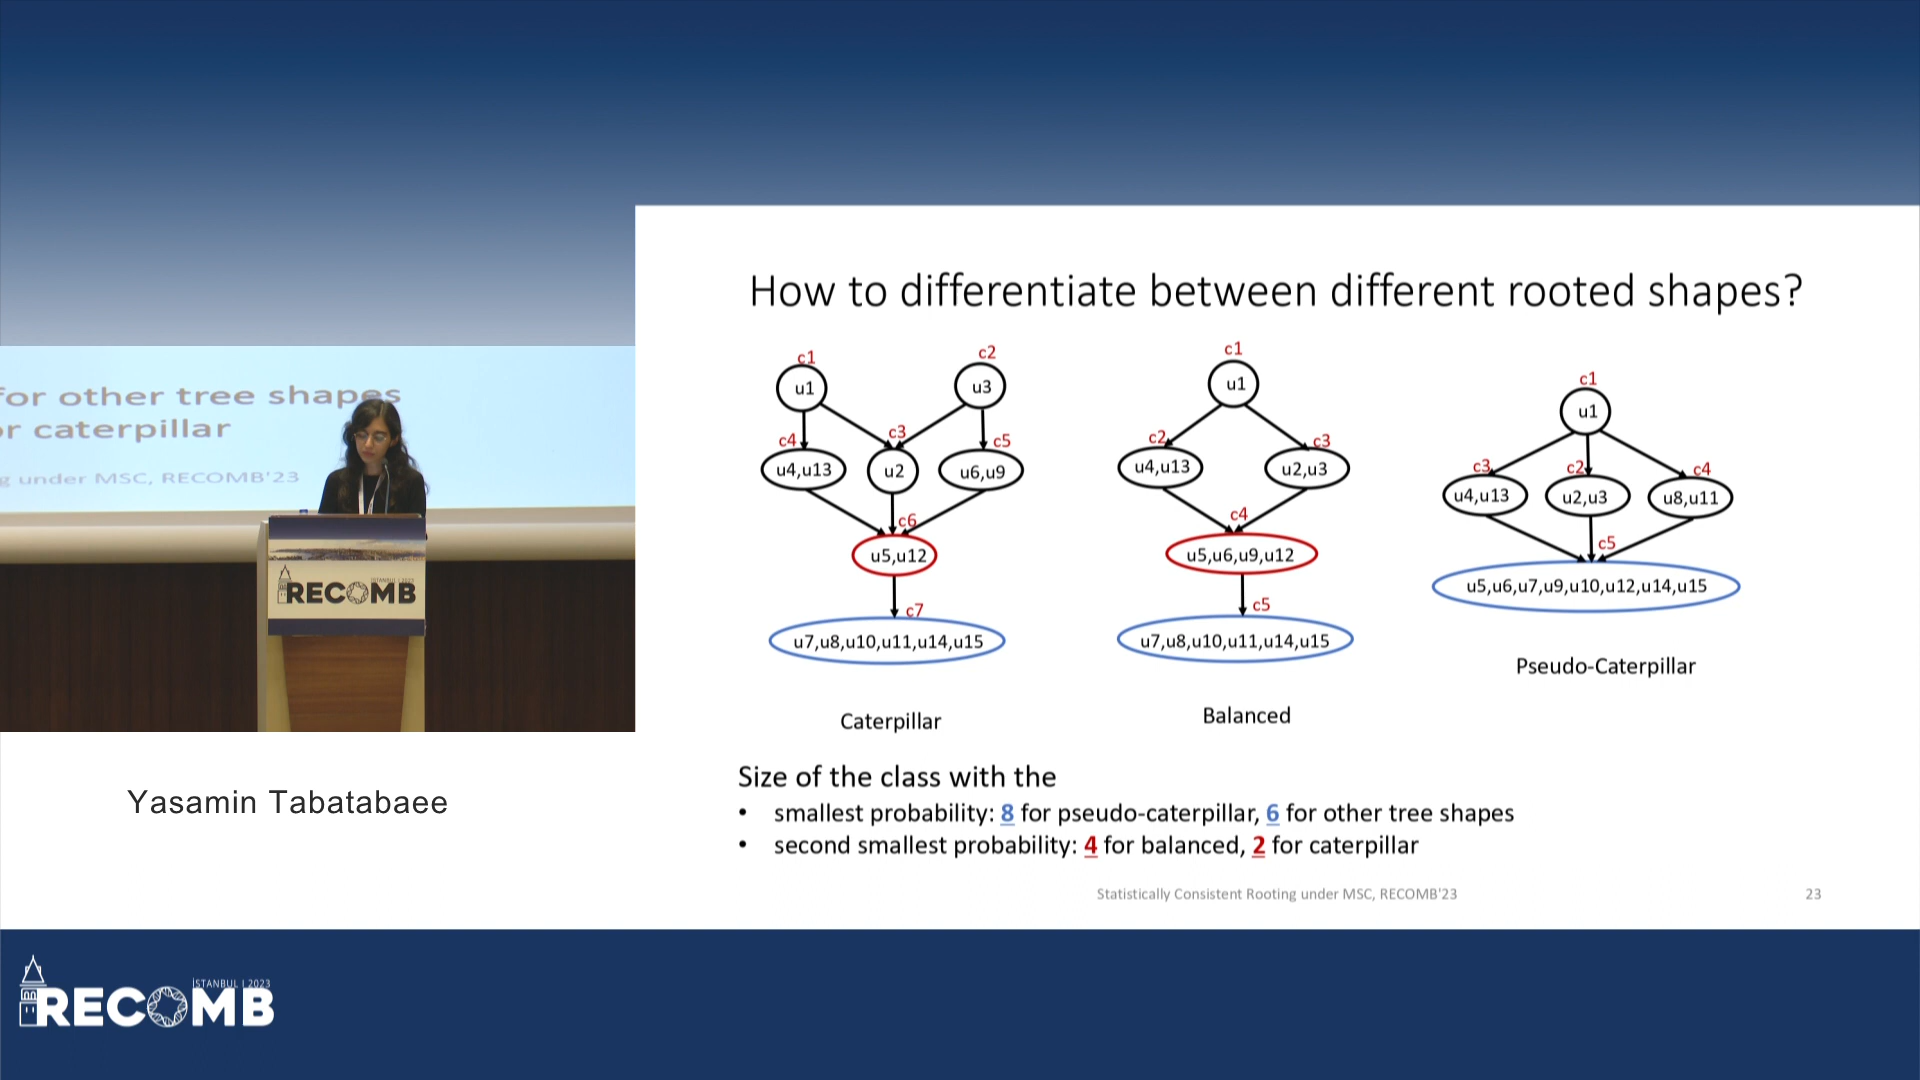 How to differentiate between different rooted shapes?
c1
c2
u1
u3
c4
c3
c5
u4,u13
u2
u6,u9
c6
u5,u12
c7
u7,u8,u10,u11,u14,u15
Caterpillar
c1
u1
c2
c3
u4,u13
u2,u3
c4
u5,u6,u9,u12
c5
u7,u8,u10,u11,u14,u15
Balanced
c1
u1
c3
c2
c4
u4,u13
u2,u3
u8,u11
c5
u5,u6,u7,u9,u10,u12,u14,u15
Pseudo-Caterpillar
Size of the class with the
• smallest probability: 8 for pseudo-caterpillar, 6 for other tree shapes
• second smallest probability: 4 for balanced, 2 for caterpillar
Statistically Consistent Rooting under MSC, RECOMB'23
23
for other tree shapes
or caterpillar
g under MSC, RECOMB'23
ISTANBUL | 2023
RECOMB
Yasamin Tabatabaee
İSTANBUL | 2023
RECOMB